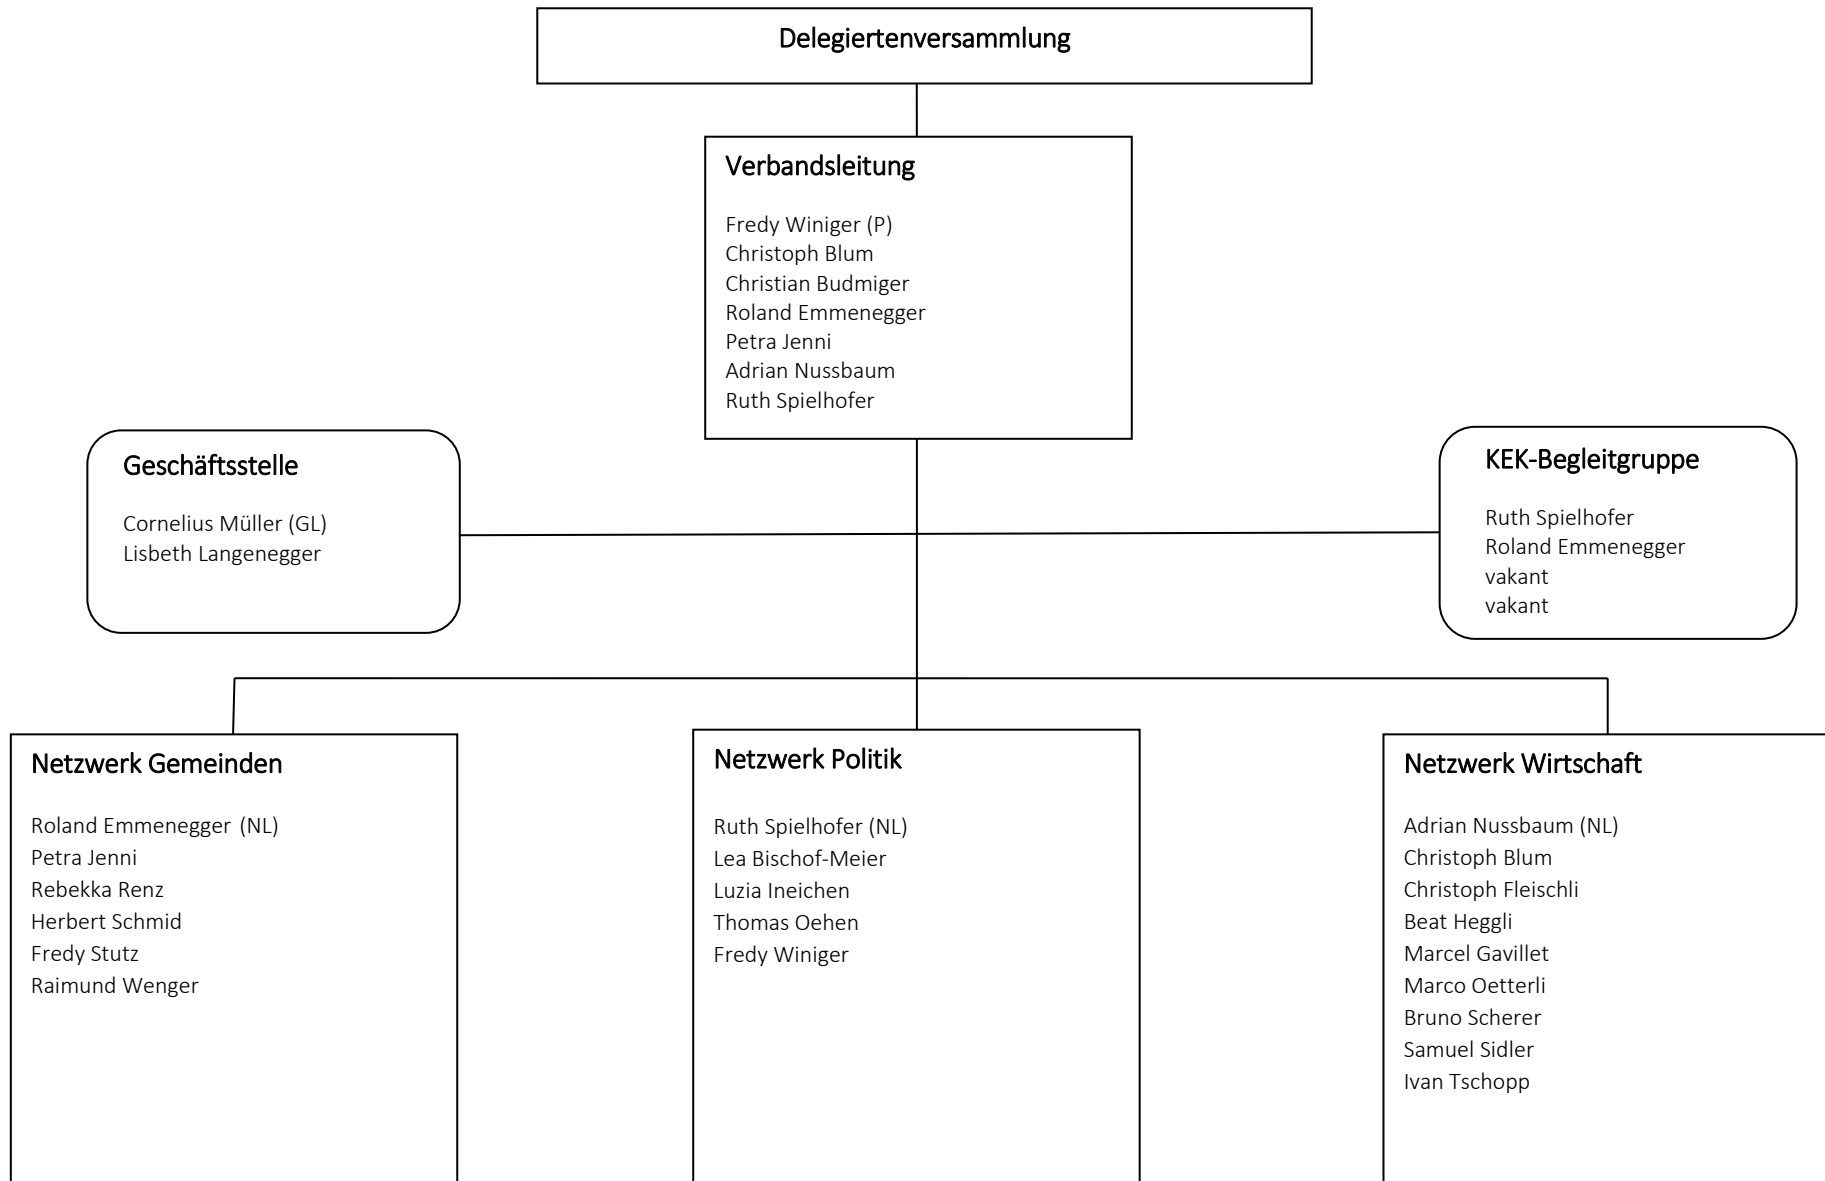 Delegiertenversammlung
Verbandsleitung
Fredy Winiger (P)
Christoph Blum
Christian Budmiger
Roland Emmenegger
Petra Jenni
Adrian Nussbaum
Ruth Spielhofer
Geschäftsstelle
Cornelius Müller (GL)
Lisbeth Langenegger
KEK-Begleitgruppe
Ruth Spielhofer
Roland Emmenegger
vakant
vakant
Netzwerk Gemeinden
Roland Emmenegger (NL)
Petra Jenni
Rebekka Renz
Herbert Schmid
Fredy Stutz
Raimund Wenger
Netzwerk Politik
Ruth Spielhofer (NL)
Lea Bischof-Meier
Luzia Ineichen
Thomas Oehen
Fredy Winiger
Netzwerk Wirtschaft
Adrian Nussbaum (NL)
Christoph Blum
Christoph Fleischli
Beat Heggli
Marcel Gavillet
Marco Oetterli
Bruno Scherer
Samuel Sidler
Ivan Tschopp